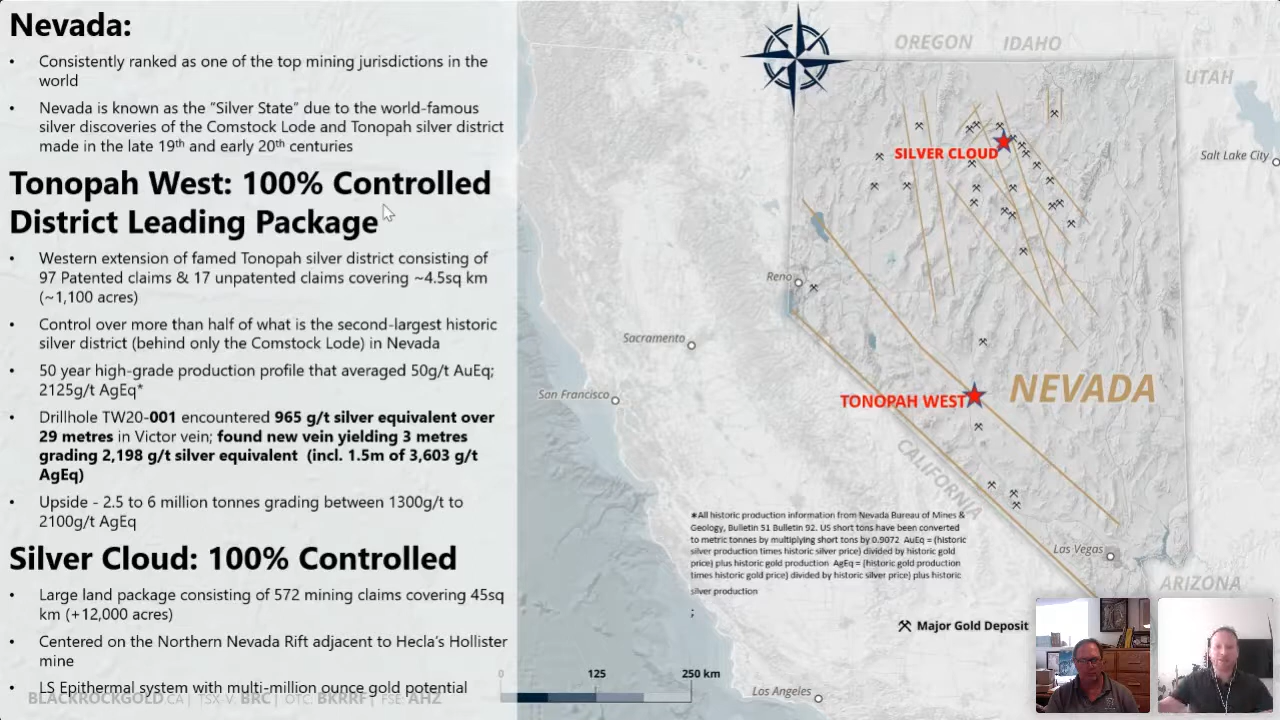 Nevada:
• Consistently ranked as one of the top mining jurisdictions in the
world
• Nevada is known as the “Silver State” due to the world-famous
silver discoveries of the Comstock Lode and Tonopah silver district
made in the late 19th and early 20th centuries
Tonopah West: 100% Controlled
District Leading Package
• Western extension of famed Tonopah silver district consisting of
97 Patented claims & 17 unpatented claims covering ~4.5sq km
(~1,100 acres)
• Control over more than half of what is the second-largest historic
silver district (behind only the Comstock Lode) in Nevada
• 50 year high-grade production profile that averaged 50g/t AuEq;
2125g/t AgEq*
• Drillhole TW20-001 encountered 965 g/t silver equivalent over
29 metres in Victor vein; found new vein yielding 3 metres
grading 2,198 g/t silver equivalent (incl. 1.5m of 3,603 g/t
AgEq)
• Upside - 2.5 to 6 million tonnes grading between 1300g/t to
2100g/t AgEq
Silver Cloud: 100% Controlled
• Large land package consisting of 572 mining claims covering 45sq
km (+12,000 acres)
• Centered on the Northern Nevada Rift adjacent to Hecla’s Hollister
mine
• LS Epithermal system with multi-million ounce gold potential
BLACKROCKGOLD.CA | TSX-V: BRC | OTC: BKRRF | FSE: AHZ
OREGON
IDAHO
UTAH
Salt Lake City
SILVER CLOUD
Reno
Sacramento
San Francisco
TONOPAH WEST
NEVADA
CALIFORNIA
Las Vegas
ARIZONA
Los Angeles
*All historic production information from Nevada Bureau of Mines &
Geology, Bulletin 51 Bulletin 92. US short tons have been converted
to metric tonnes by multiplying short tons by 0.9072 AuEq = (historic
silver production times historic silver price) divided by historic gold
price) plus historic gold production AgEq = (historic gold production
times historic gold price) divided by historic silver price) plus historic
silver production
;
Major Gold Deposit
0 125 250 km